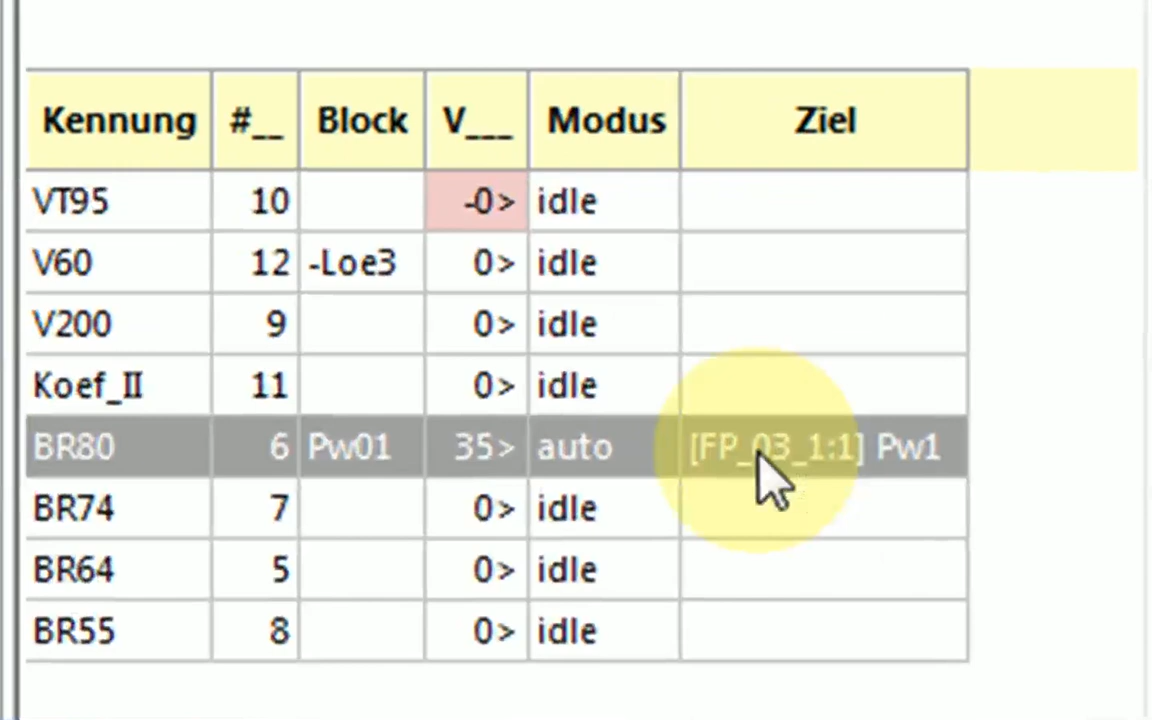 Kennung #__ Block V___ Modus Ziel
VT95 10 -0> idle
V60 12 -Loe3 0> idle
V200 9 0> idle
Koef_II 11 0> idle
BR80 6 Pw01 35> auto [FP_03_1:1] Pw1
BR74 7 0> idle
BR64 5 0> idle
BR55 8 0> idle